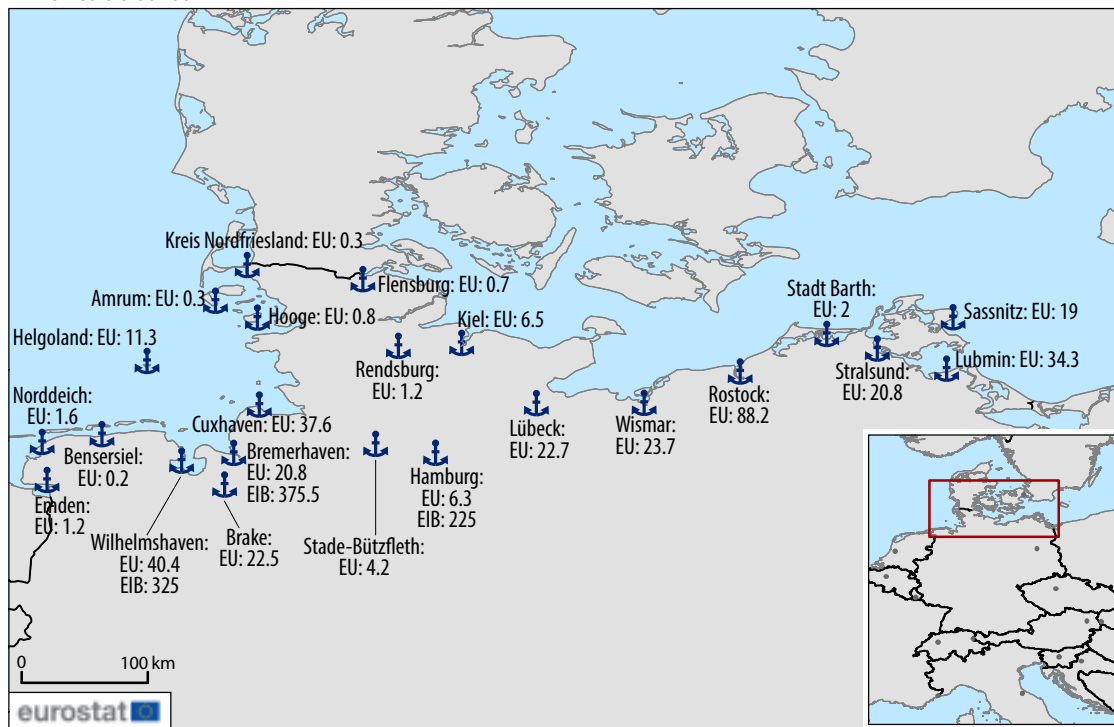 Kreis Nordfriesland: EU: 0.3
Flensburg: EU: 0.7
Amrum: EU: 0.3
Hooge: EU: 0.8
Kiel: EU: 6.5
Stadt Barth:
EU: 2
Sassnitz: EU: 19
Helgoland: EU: 11.3
Rendsburg:
EU: 1.2
Stralsund:
EU: 20.8
Lubmin: EU: 34.3
Norddeich:
EU: 1.6
Cuxhaven: EU: 37.6
Lübeck:
EU: 22.7
Wismar:
EU: 23.7
Rostock:
EU: 88.2
Bensersiel:
EU: 0.2
Bremerhaven:
EU: 20.8
EIB: 375.5
Hamburg:
EU: 6.3
EIB: 225
Emden:
EU: 1.2
Wilhelmshaven:
EU: 40.4
EIB: 325
Brake:
EU: 22.5
Stade-Bützfleth:
EU: 4.2
0 100 km
eurostat